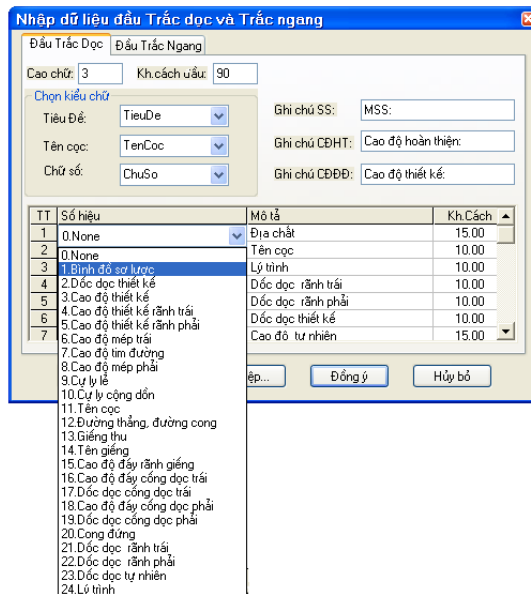 Nhập dữ liệu đầu Trắc dọc và Trắc ngang
Đầu Trắc Dọc Đầu Trắc Ngang
Cao chữ: 3 Kh.cách đầu: 90
Chọn kiểu chữ
Tiêu Đề: TieuDe
Tên cọc: TenCoc
Chữ số: ChuSo
Ghi chú SS: MSS:
Ghi chú CĐHT: Cao độ hoàn thiện:
Ghi chú CĐĐĐ: Cao độ thiết kế:
TT Số hiệu Mô tả Kh.Cách
1 0.None Địa chất 15.00
2 Tên cọc 10.00
3 Lý trình 10.00
4 Dốc dọc rãnh trái 10.00
5 Dốc dọc rãnh phải 10.00
6 Dốc dọc thiết kế 10.00
7 Cao đô tự nhiên 15.00
0.None
1.Bình đồ sơ lược
2.Dốc dọc thiết kế
3.Cao độ thiết kế
4.Cao độ thiết kế rãnh trái
5.Cao độ thiết kế rãnh phải
6.Cao độ mép trái
7.Cao độ tim đường
8.Cao độ mép phải
9.Cự ly lẻ
10.Cự ly cộng dồn
11.Tên cọc
12.Đường thẳng, đường cong
13.Giếng thu
14.Tên giếng
15.Cao độ đáy rãnh giếng
16.Cao độ đáy cống dọc trái
17.Dốc dọc cống dọc trái
18.Cao độ đáy cống dọc phải
19.Dốc dọc cống dọc phải
20.Cong đứng
21.Dốc dọc rãnh trái
22.Dốc dọc rãnh phải
23.Dốc dọc tự nhiên
24.Lý trình
ệp... Đồng ý Hủy bỏ